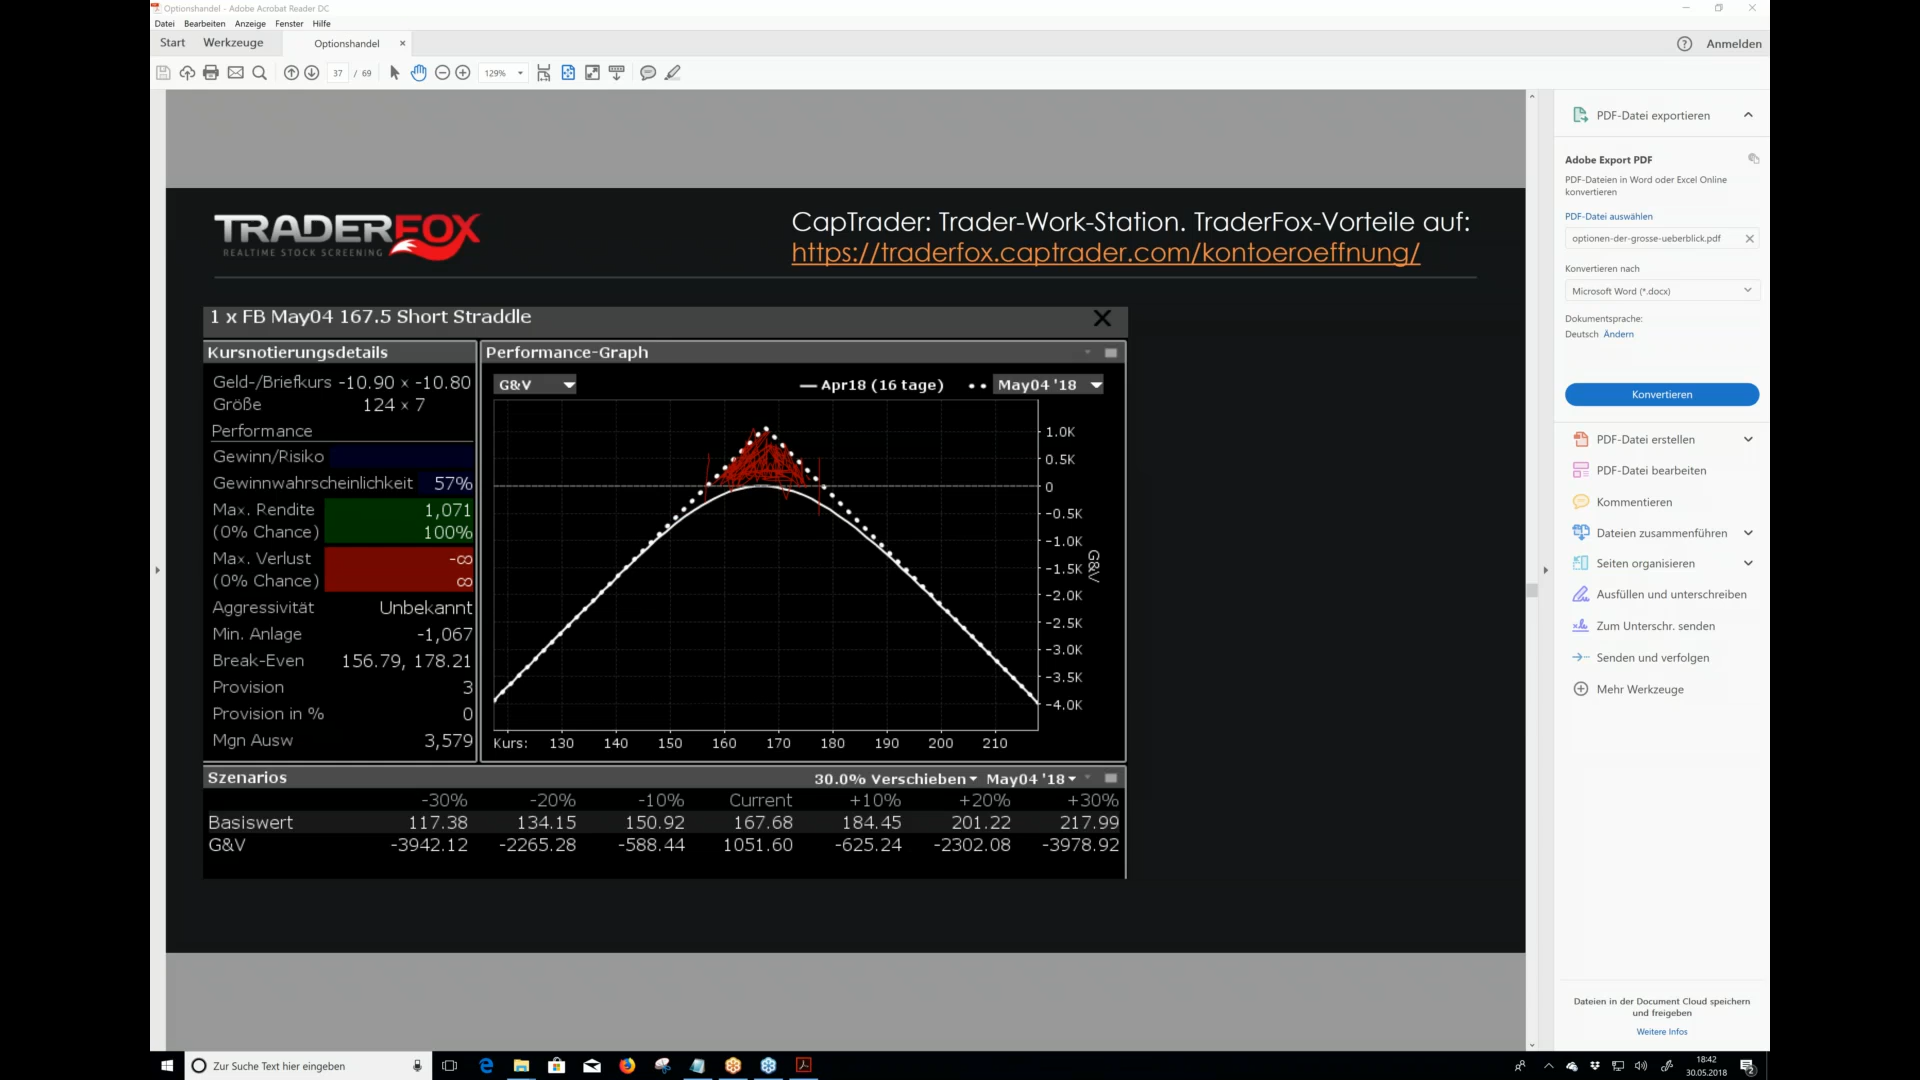 Optionshandel - Adobe Acrobat Reader DC
Datei Bearbeiten Anzeige Fenster Hilfe
Start Werkzeuge Optionshandel × ? Anmelden
37 / 69 129%
PDF-Datei exportieren
Adobe Export PDF
PDF-Dateien in Word oder Excel Online
konvertieren
PDF-Datei auswählen
optionen-der-grosse-ueberblick.pdf
Konvertieren nach
Microsoft Word (*.docx)
Dokumentsprache:
Deutsch Ändern
Konvertieren
PDF-Datei erstellen
PDF-Datei bearbeiten
Kommentieren
Dateien zusammenführen
Seiten organisieren
Ausfüllen und unterschreiben
Zum Unterschr. senden
Senden und verfolgen
Mehr Werkzeuge
Dateien in der Document Cloud speichern
und freigeben
Weitere Infos
TRADERFOX
REALTIME STOCK SCREENING
CapTrader: Trader-Work-Station. TraderFox-Vorteile auf:
https://traderfox.captrader.com/kontoeroeffnung/
1 x FB May04 167.5 Short Straddle
Kursnotierungsdetails
Geld-/Briefkurs -10.90 × -10.80
Größe 124 × 7
Performance
Gewinn/Risiko
Gewinnwahrscheinlichkeit 57%
Max. Rendite 1,071
(0% Chance) 100%
Max. Verlust -∞
(0% Chance) ∞
Aggressivität Unbekannt
Min. Anlage -1,067
Break-Even 156.79, 178.21
Provision 3
Provision in % 0
Mgn Ausw 3,579
Performance-Graph
G&V Apr18 (16 tage) May04 '18
1.0K
0.5K
0
-0.5K
-1.0K
-1.5K
-2.0K
-2.5K
-3.0K
-3.5K
-4.0K
G&V
Kurs: 130 140 150 160 170 180 190 200 210
Szenarios 30.0% Verschieben May04 '18
-30% -20% -10% Current +10% +20% +30%
Basiswert 117.38 134.15 150.92 167.68 184.45 201.22 217.99
G&V -3942.12 -2265.28 -588.44 1051.60 -625.24 -2302.08 -3978.92
Zur Suche Text hier eingeben
18:42
30.05.2018
2